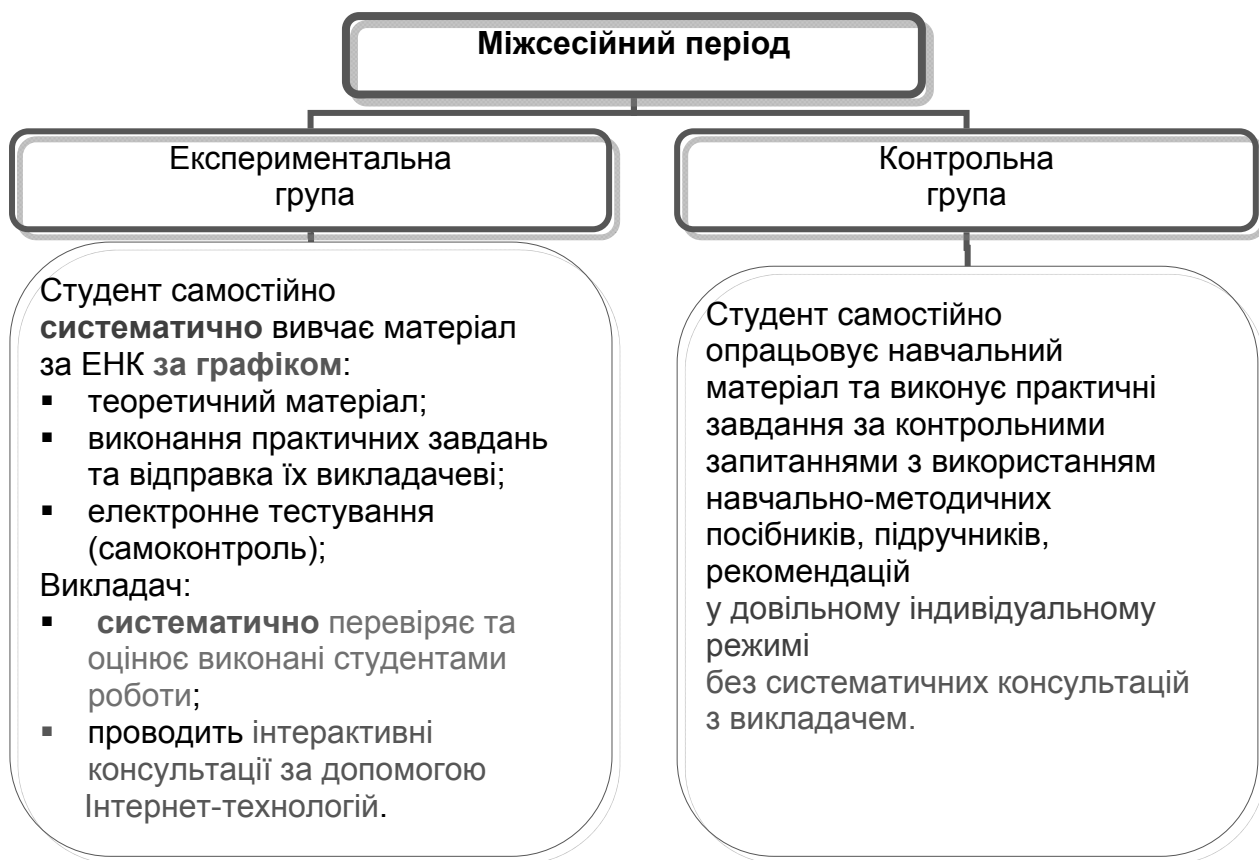 Міжсесійний період
Експериментальна
група
Контрольна
група
Студент самостійно
систематично вивчає матеріал
за ЕНК за графіком:
▪ теоретичний матеріал;
▪ виконання практичних завдань
та відправка їх викладачеві;
▪ електронне тестування
(самоконтроль);
Викладач:
▪ систематично перевіряє та
оцінює виконані студентами
роботи;
▪ проводить інтерактивні
консультації за допомогою
Інтернет-технологій.
Студент самостійно
опрацьовує навчальний
матеріал та виконує практичні
завдання за контрольними
запитаннями з використанням
навчально-методичних
посібників, підручників,
рекомендацій
у довільному індивідуальному
режимі
без систематичних консультацій
з викладачем.